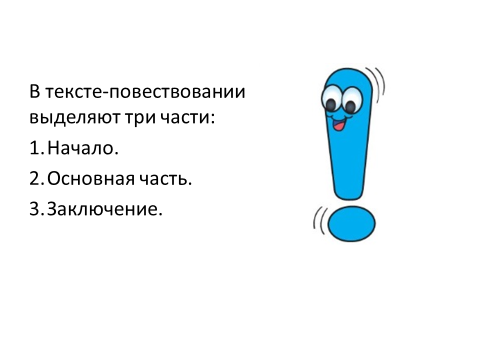 В тексте-повествовании
выделяют три части:
1.Начало.
2.Основная часть.
3.Заключение.